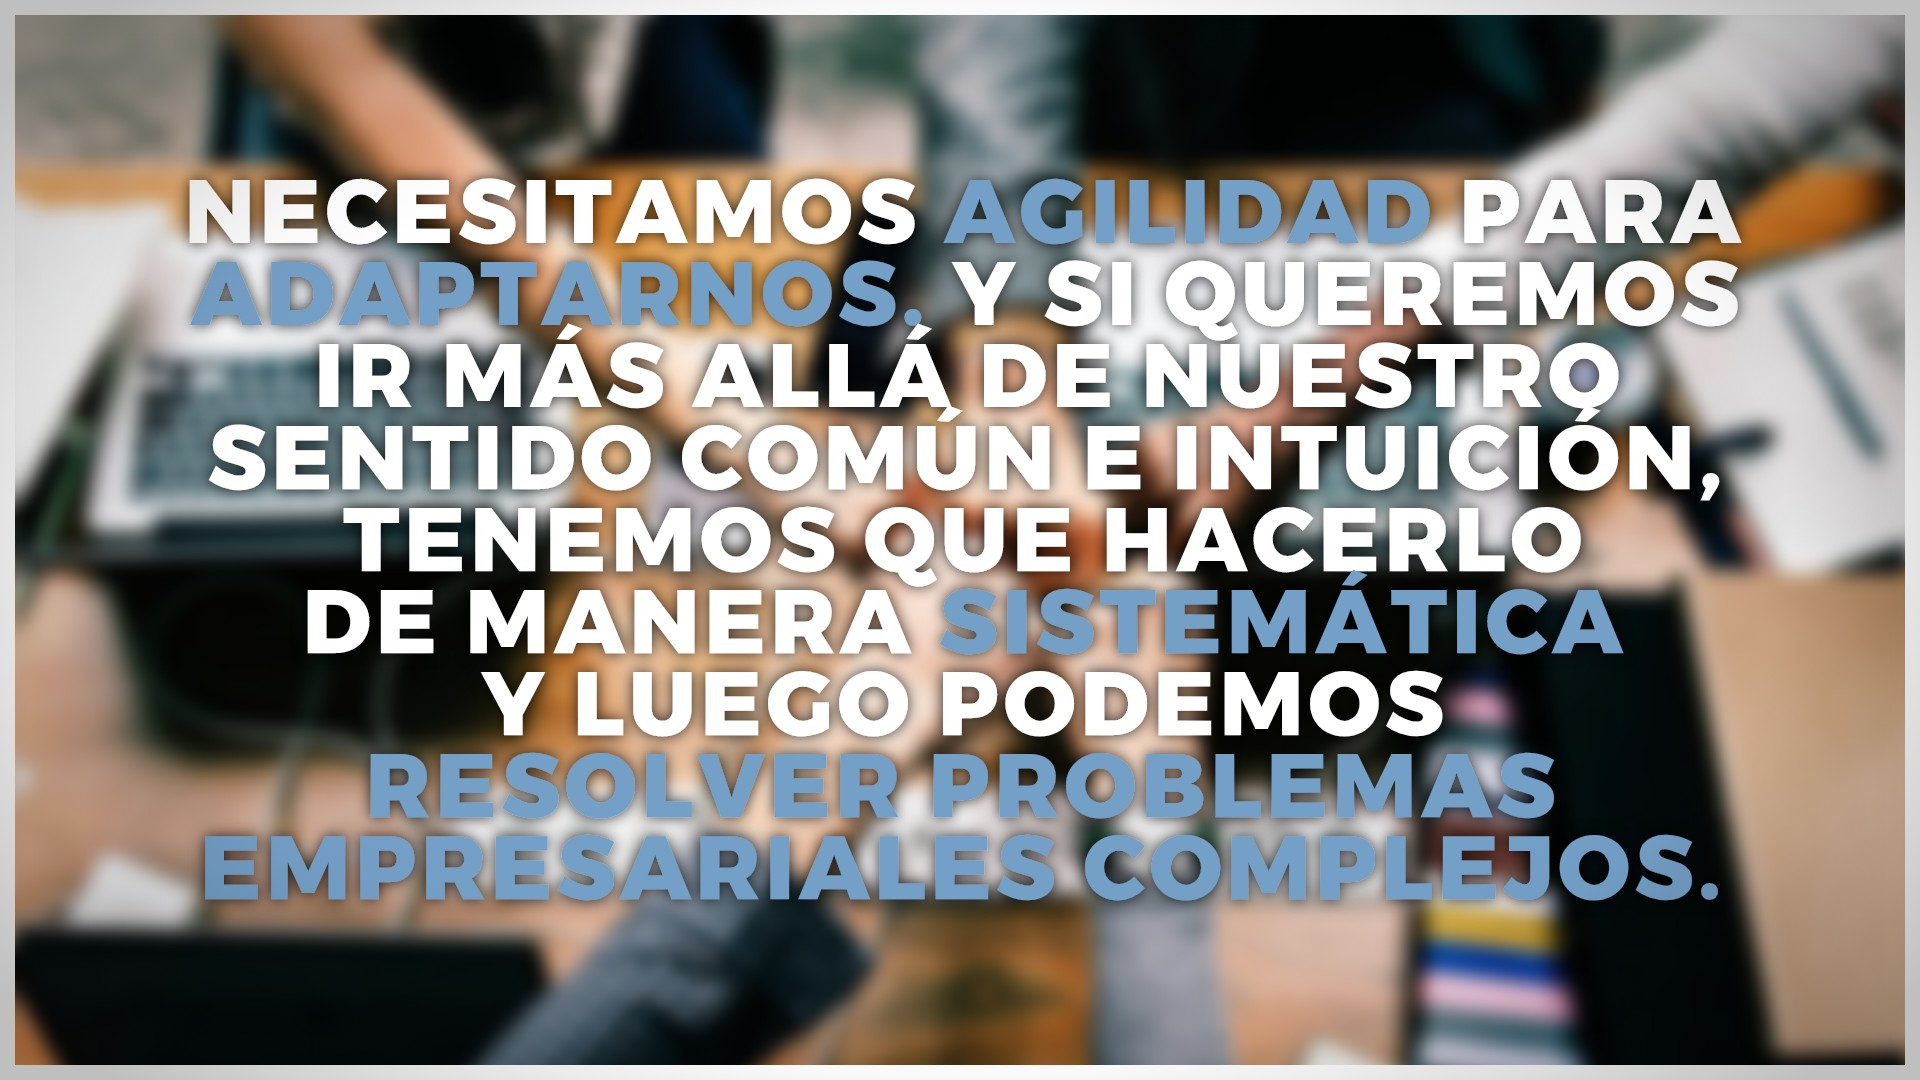 NECESITAMOS AGILIDAD PARA
ADAPTARNOS. Y SI QUEREMOS
IR MÁS ALLÁ DE NUESTRO
SENTIDO COMÚN E INTUICIÓN,
TENEMOS QUE HACERLO
DE MANERA SISTEMÁTICA
Y LUEGO PODEMOS
RESOLVER PROBLEMAS
EMPRESARIALES COMPLEJOS.